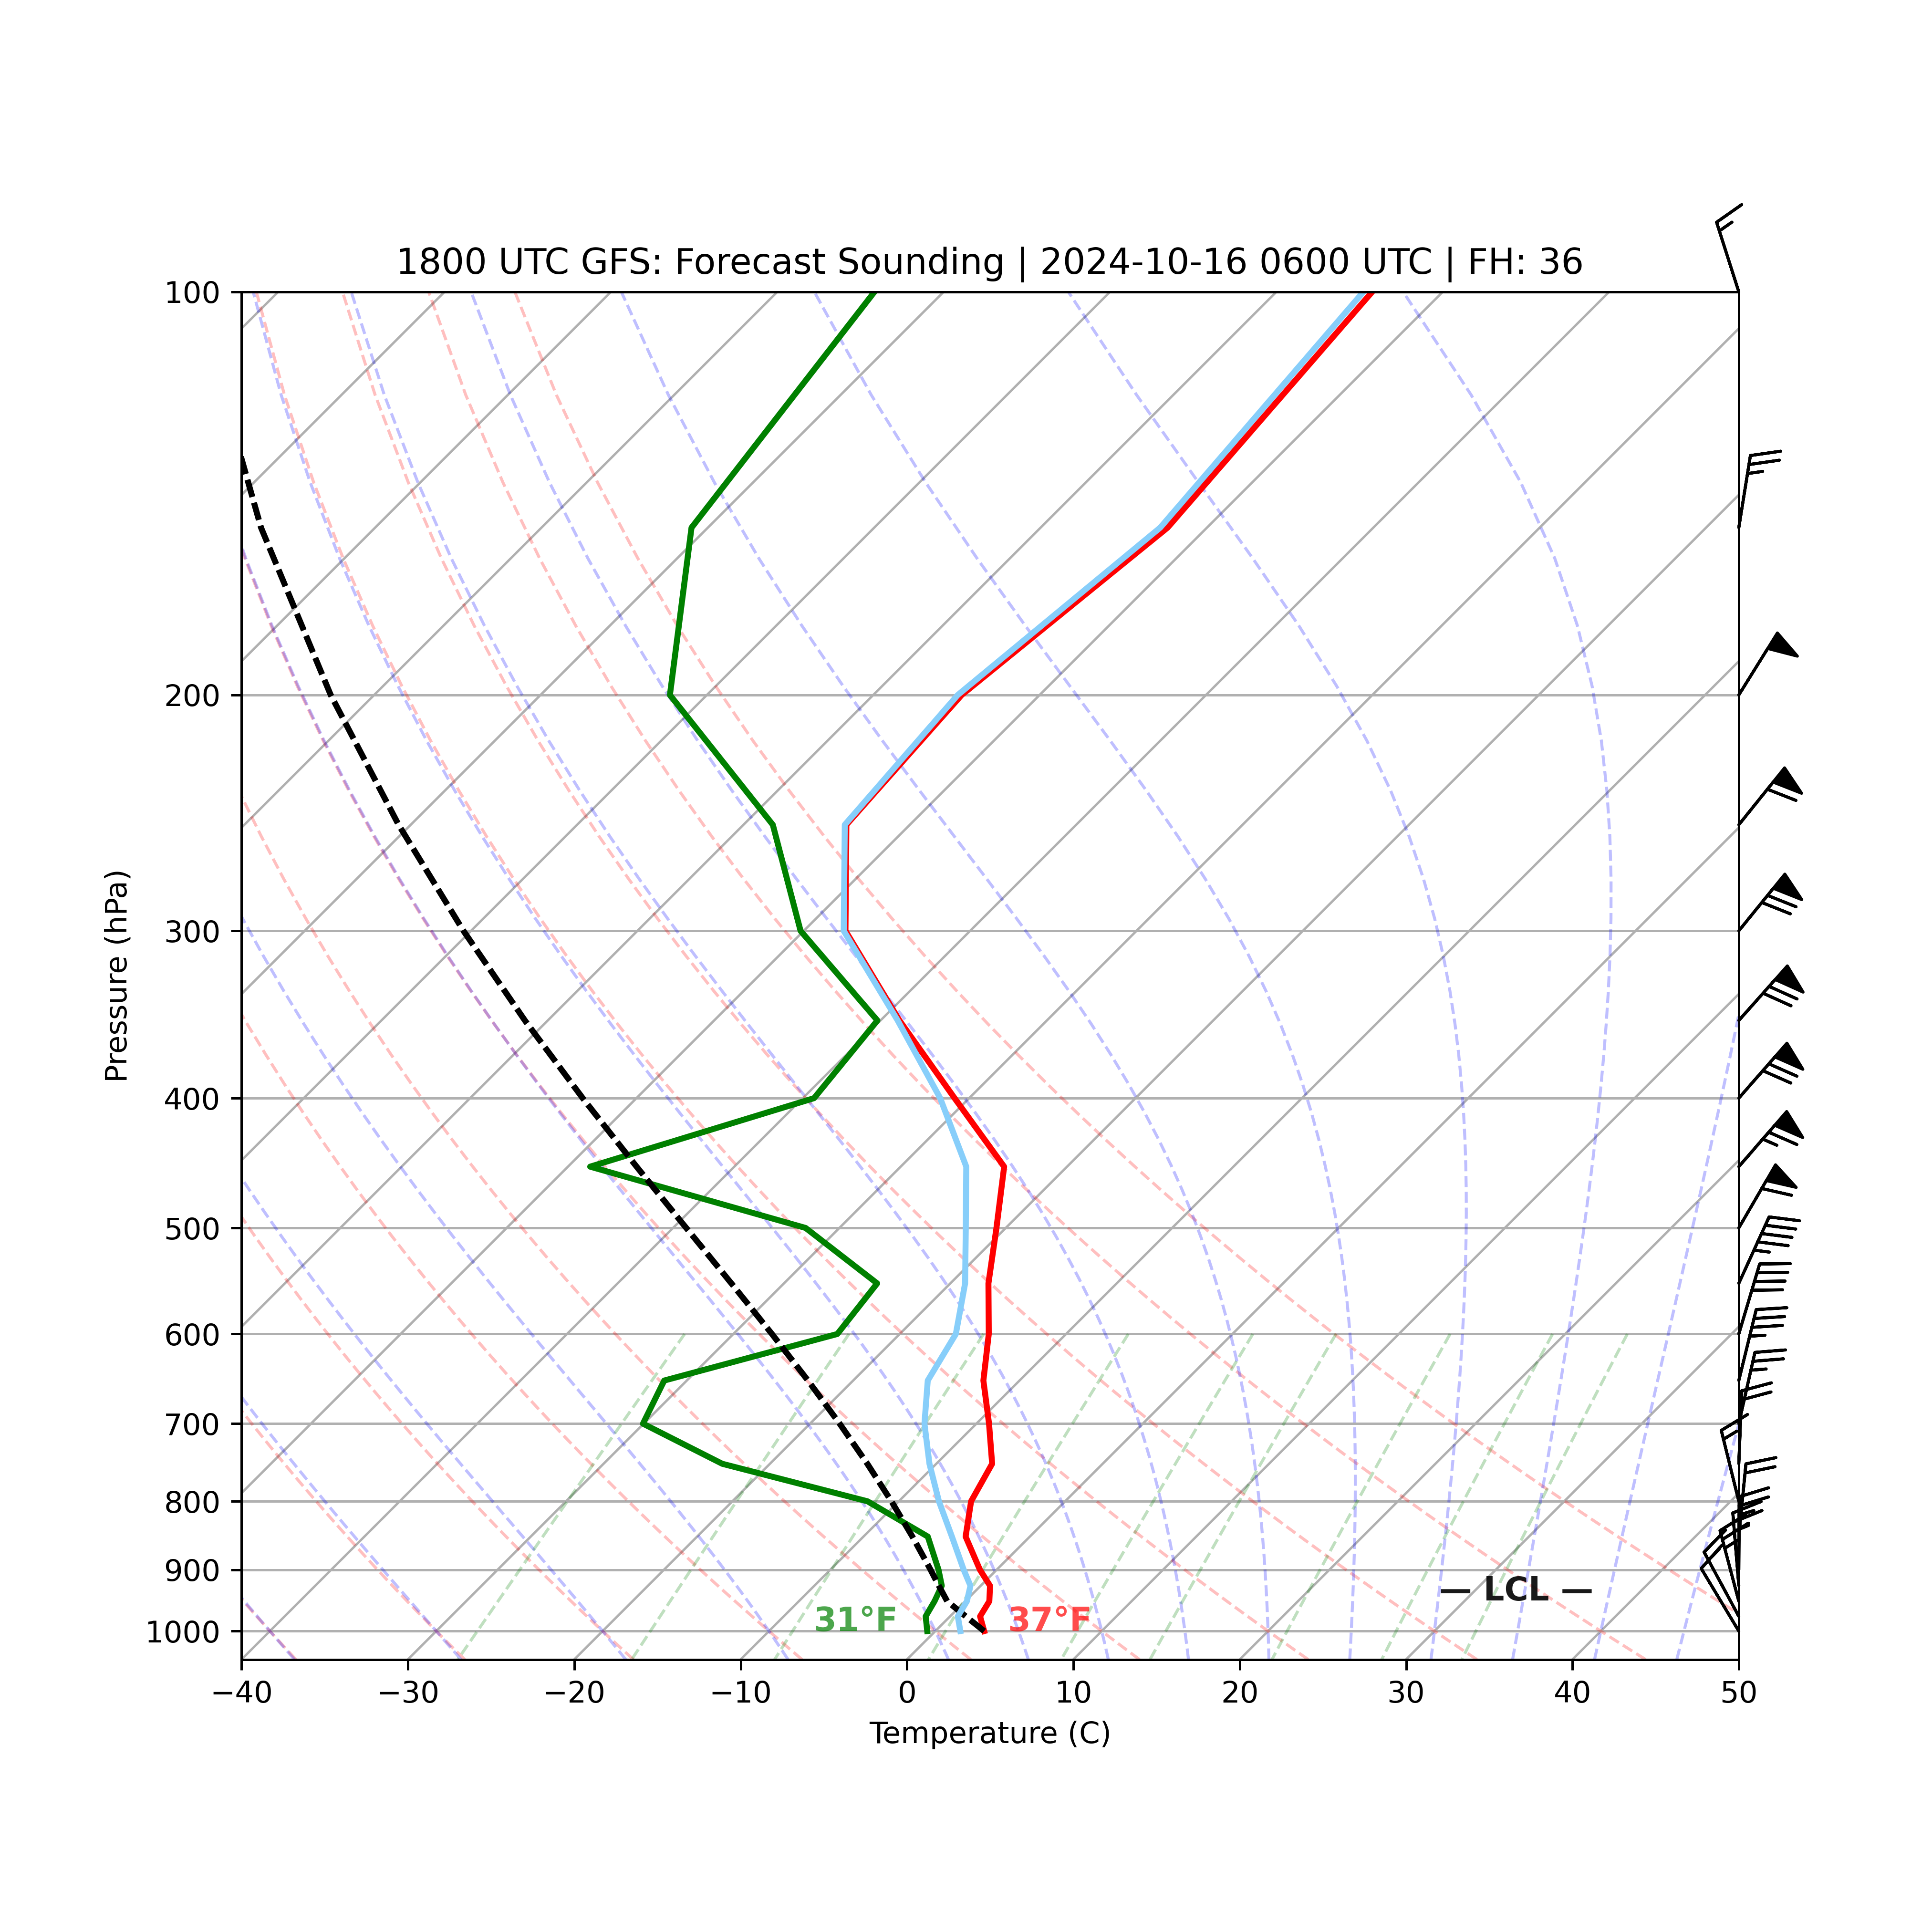 1800 UTC GFS: Forecast Sounding | 2024-10-16 0600 UTC | FH: 36
100
200
300
400
500
600
700
800
900
1000
Pressure (hPa)
— LCL —
31°F
37°F
−40 −30 −20 −10 0 10 20 30 40 50
Temperature (C)